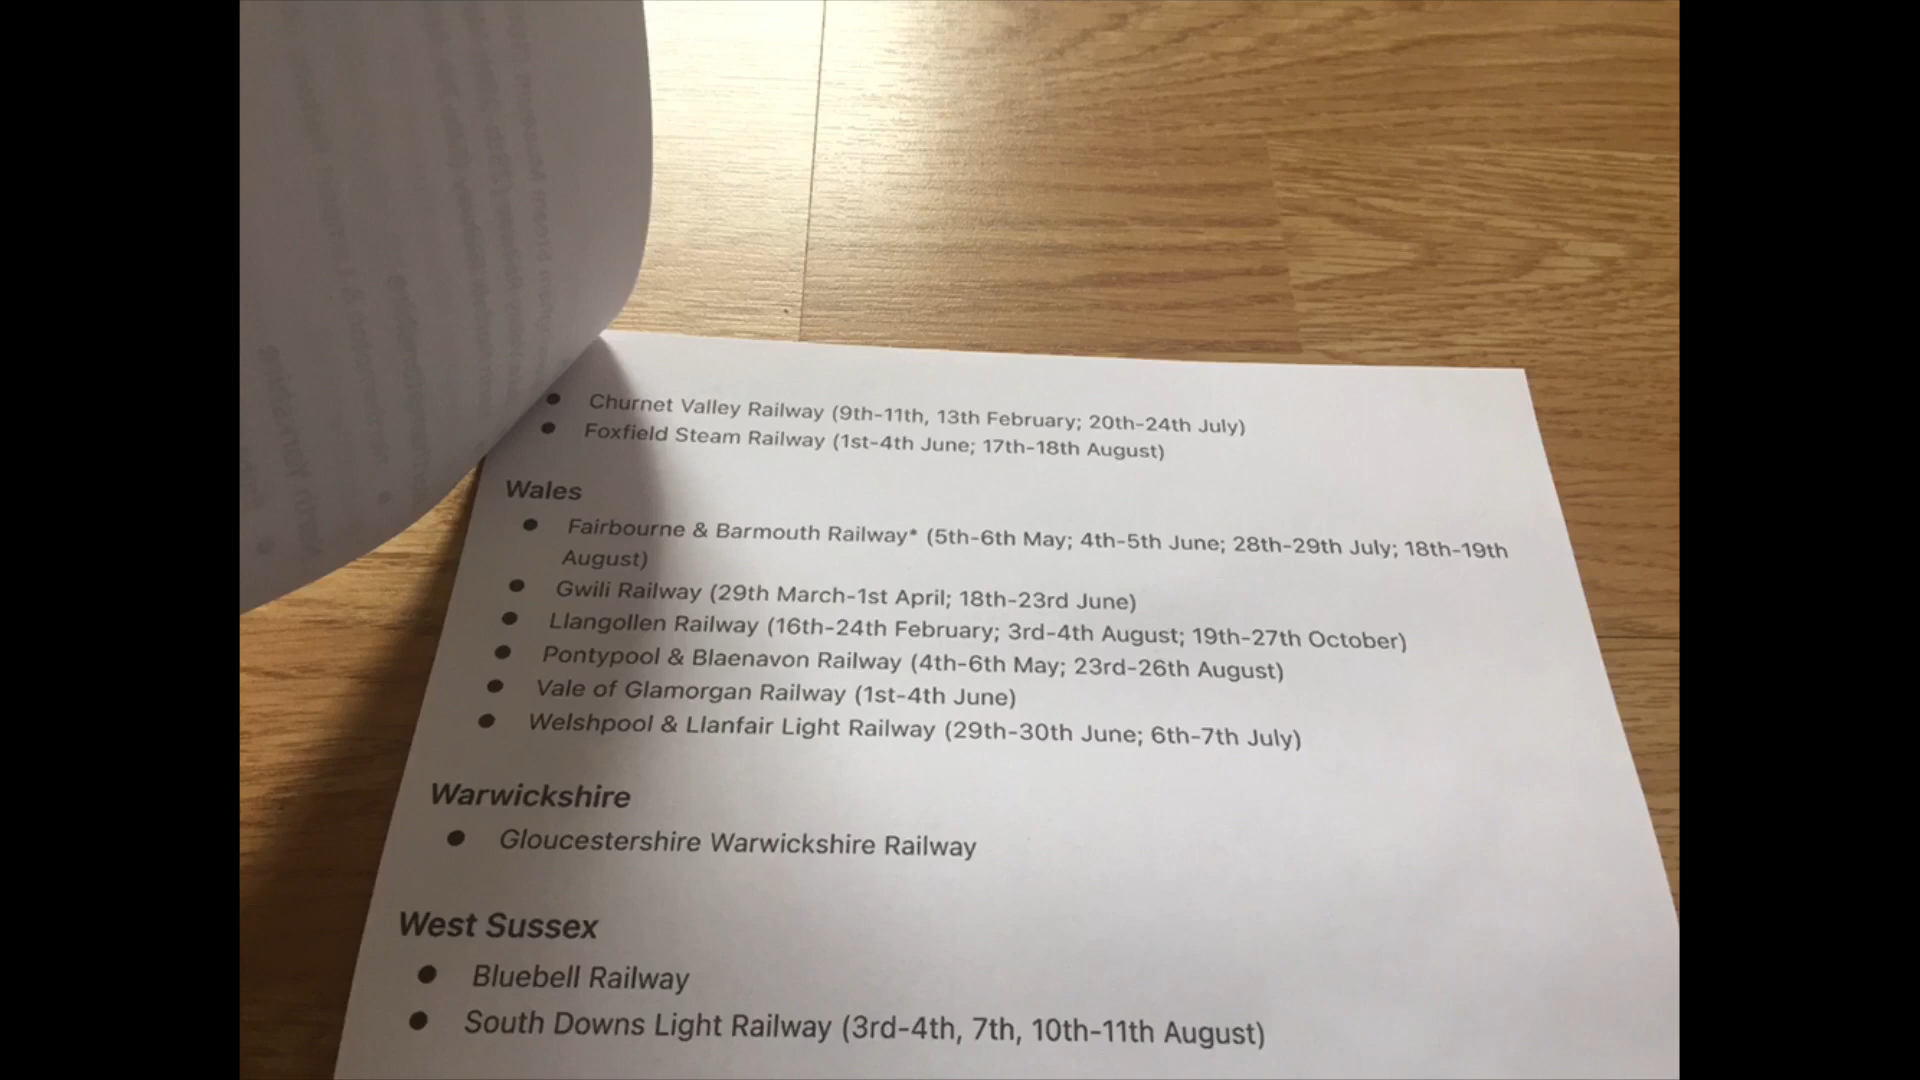 Churnet Valley Railway (9th-11th, 13th February; 20th-24th July)
Foxfield Steam Railway (1st-4th June; 17th-18th August)
Wales
Fairbourne & Barmouth Railway* (5th-6th May; 4th-5th June; 28th-29th July; 18th-19th
August)
Gwili Railway (29th March-1st April; 18th-23rd June)
Llangollen Railway (16th-24th February; 3rd-4th August; 19th-27th October)
Pontypool & Blaenavon Railway (4th-6th May; 23rd-26th August)
Vale of Glamorgan Railway (1st-4th June)
Welshpool & Llanfair Light Railway (29th-30th June; 6th-7th July)
Warwickshire
Gloucestershire Warwickshire Railway
West Sussex
Bluebell Railway
South Downs Light Railway (3rd-4th, 7th, 10th-11th August)